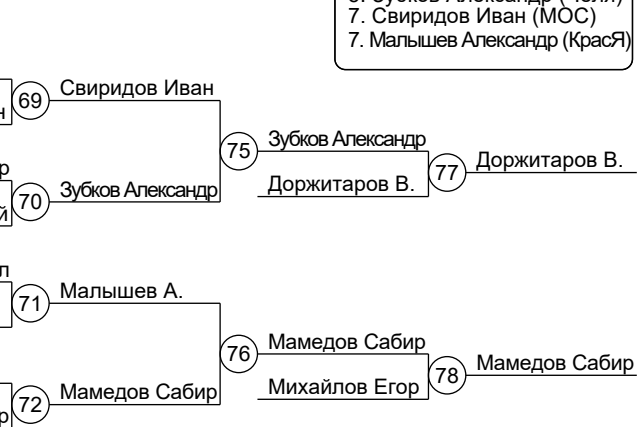 7. Свиридов Иван (МОС)
7. Малышев Александр (КрасЯ)
69 Свиридов Иван
н
75 Зубков Александр
р
77 Доржитаров В.
70 Зубков Александр
Доржитаров В.
й
л
71 Малышев А.
76 Мамедов Сабир
78 Мамедов Сабир
Михайлов Егор
72 Мамедов Сабир
р